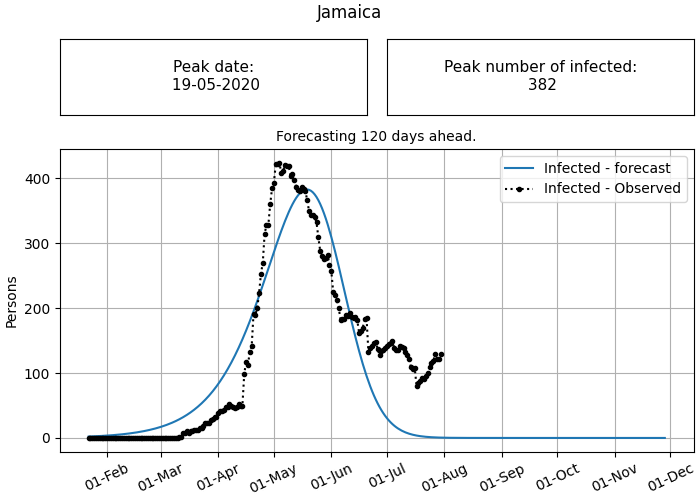 Jamaica
Peak date:
19-05-2020
Peak number of infected:
382
Forecasting 120 days ahead.
Infected - forecast
Infected - Observed
Persons
400
300
200
100
0
01-Feb
01-Mar
01-Apr
01-May
01-Jun
01-Jul
01-Aug
01-Sep
01-Oct
01-Nov
01-Dec